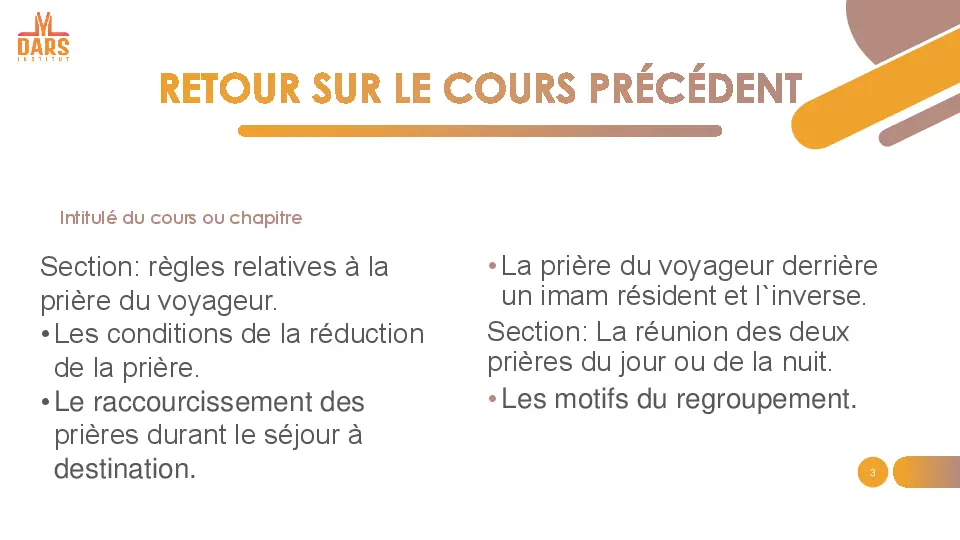 DARS
INSTITUT
RETOUR SUR LE COURS PRÉCÉDENT
Intitulé du cours ou chapitre
Section: règles relatives à la
prière du voyageur.
•Les conditions de la réduction
de la prière.
•Le raccourcissement des
prières durant le séjour à
destination.
•La prière du voyageur derrière
un imam résident et l`inverse.
Section: La réunion des deux
prières du jour ou de la nuit.
•Les motifs du regroupement.
3